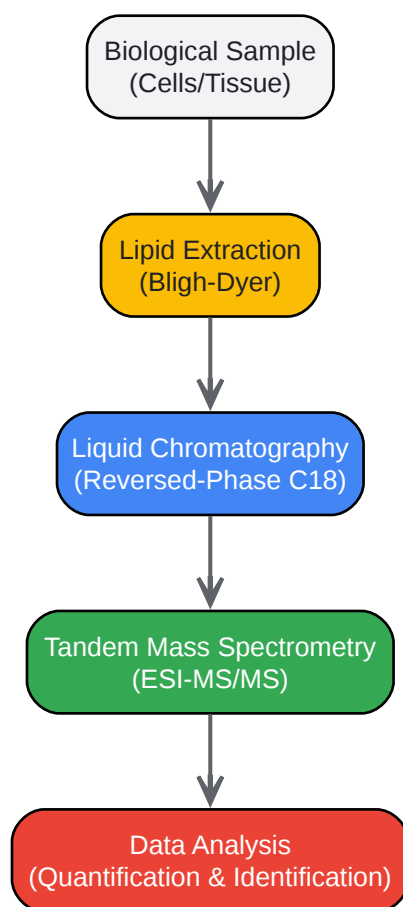 Biological Sample
(Cells/Tissue)
Lipid Extraction
(Bligh-Dyer)
Liquid Chromatography
(Reversed-Phase C18)
Tandem Mass Spectrometry
(ESI-MS/MS)
Data Analysis
(Quantification & Identification)